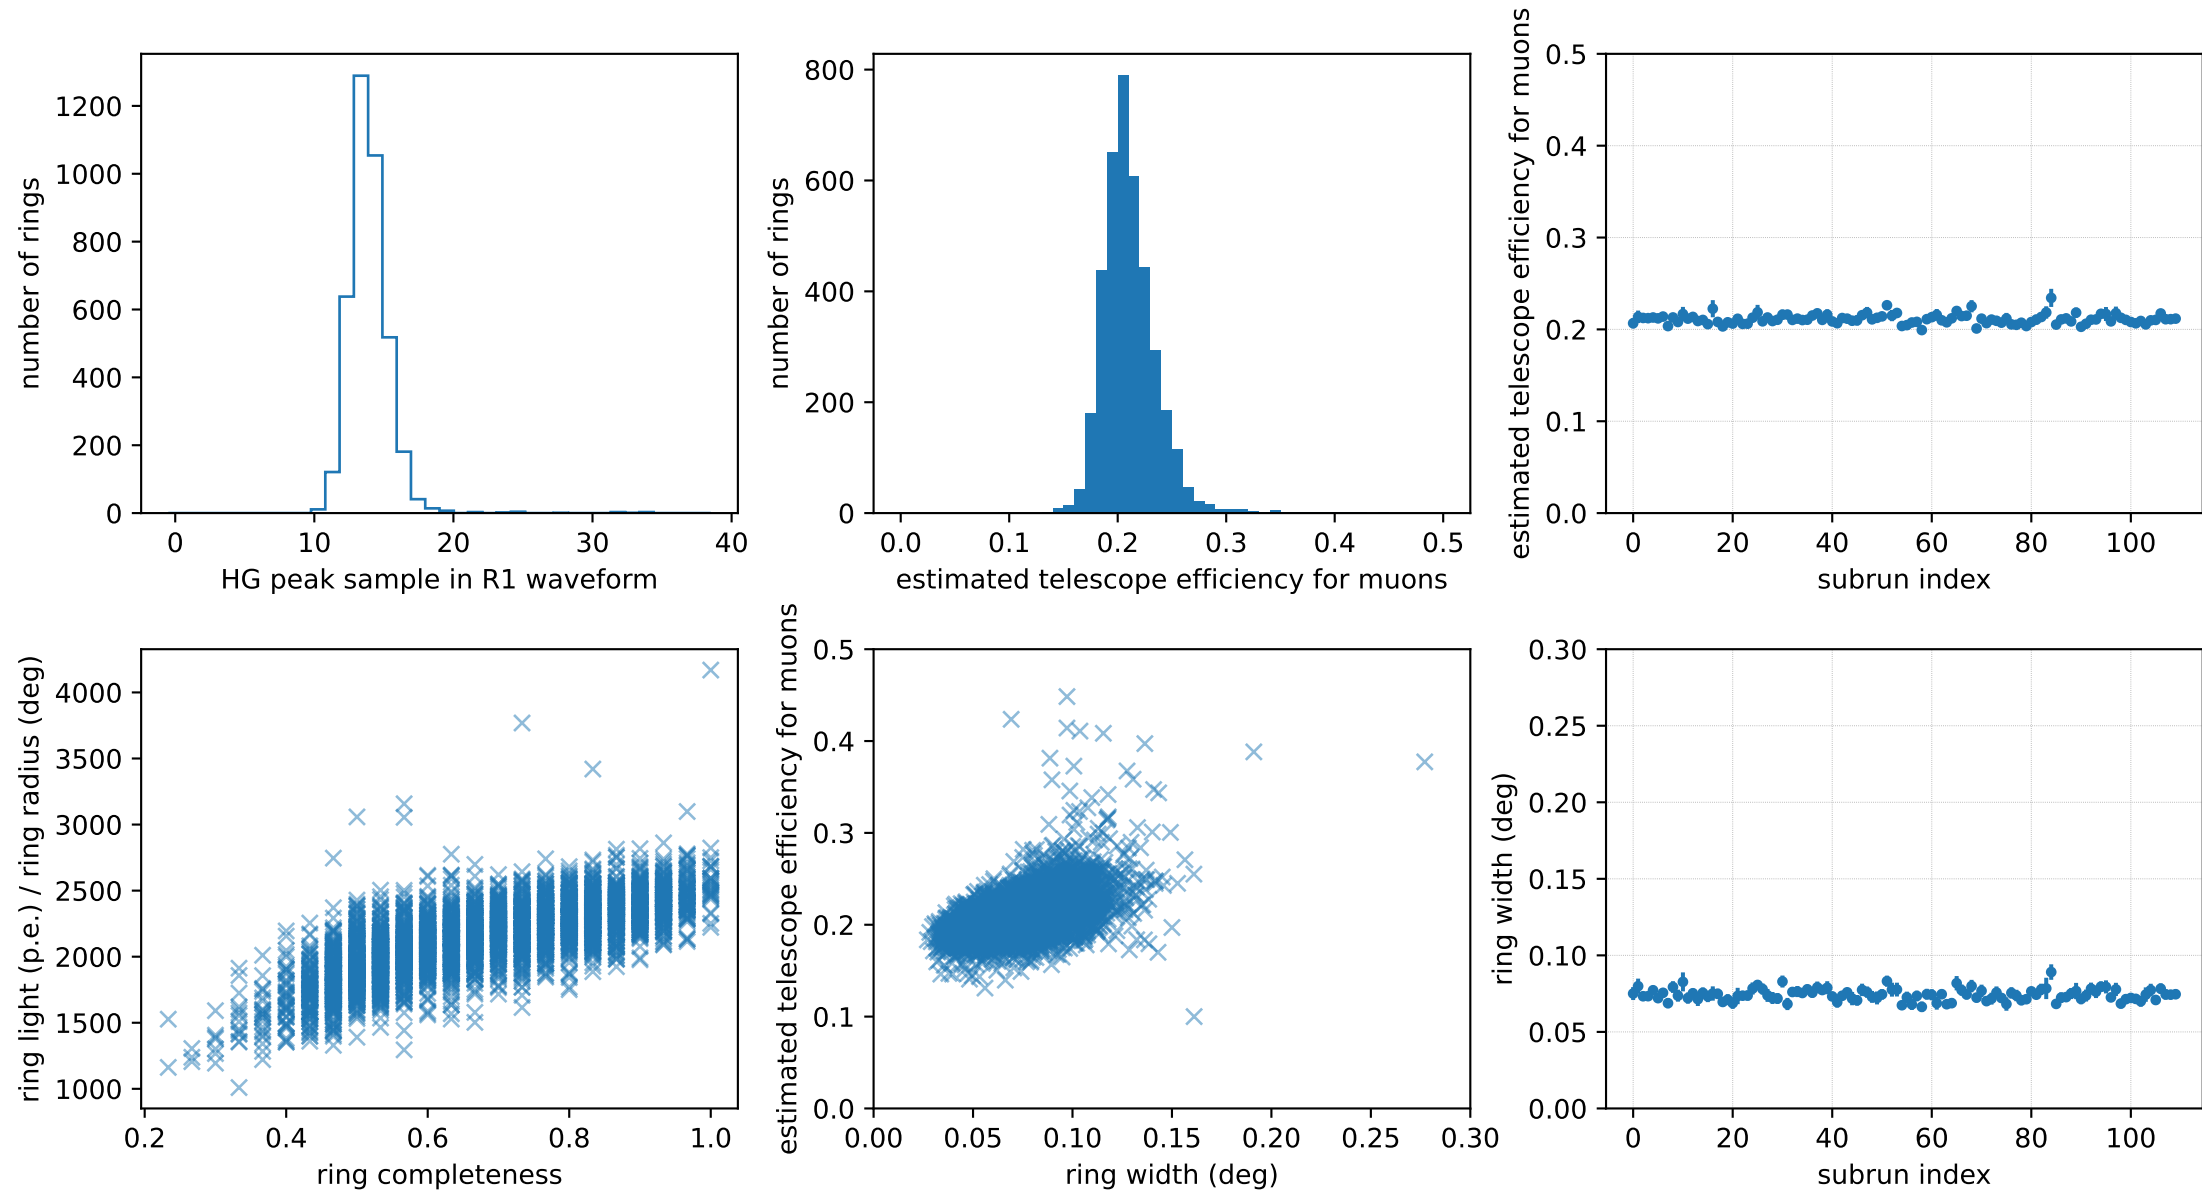 number of rings
1200
1000
800
600
400
200
0
0 10 20 30 40
HG peak sample in R1 waveform
number of rings
800
600
400
200
0
0.0 0.1 0.2 0.3 0.4 0.5
estimated telescope efficiency for muons
estimated telescope efficiency for muons
0.5
0.4
0.3
0.2
0.1
0.0
0 20 40 60 80 100
subrun index
ring light (p.e.) / ring radius (deg)
4000
3500
3000
2500
2000
1500
1000
0.2 0.4 0.6 0.8 1.0
ring completeness
estimated telescope efficiency for muons
0.5
0.4
0.3
0.2
0.1
0.0
0.00 0.05 0.10 0.15 0.20 0.25 0.30
ring width (deg)
ring width (deg)
0.30
0.25
0.20
0.15
0.10
0.05
0.00
0 20 40 60 80 100
subrun index